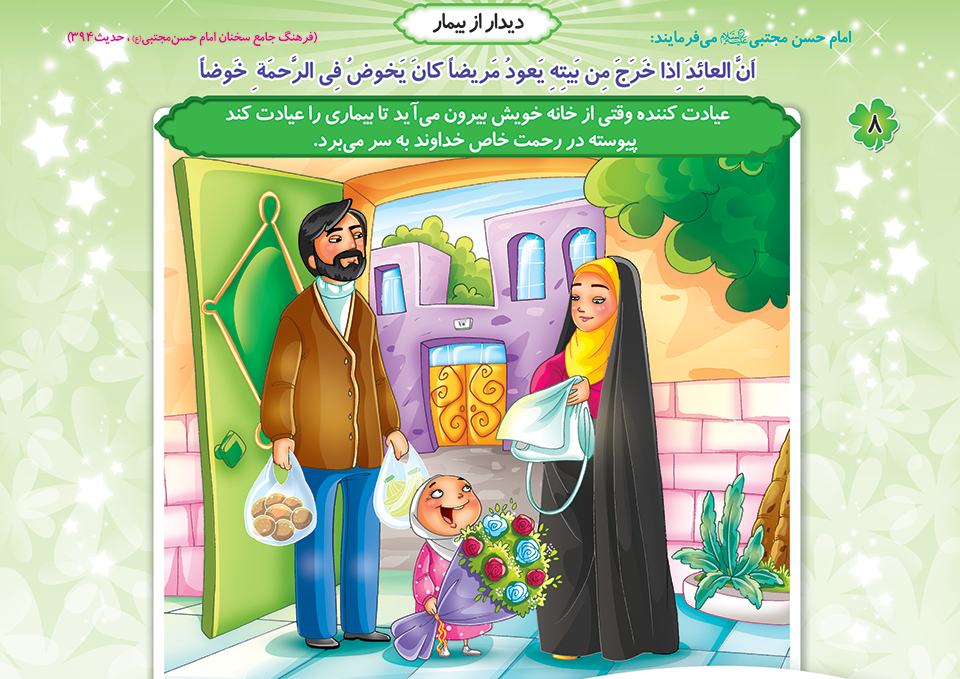 دیدار از بیمار
امام حسن مجتبی علیه‌السلام می‌فرمایند:
(فرهنگ جامع سخنان امام حسن‌مجتبی(ع)، حدیث۳۹۴)
اَنَّ العائِدَ اِذا خَرَجَ مِن بَیتِهِ یَعودُ مَریضاً کانَ یَخوضُ فِی الرَّحمَةِ خَوضاً
۸
عیادت کننده وقتی از خانه خویش بیرون می‌آید تا بیماری را عیادت کند
پیوسته در رحمت خاص خداوند به سر می‌برد.
۱۰